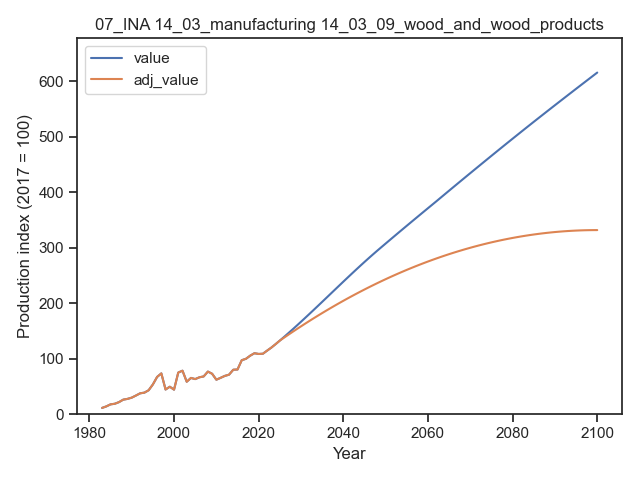 07_INA 14_03_manufacturing 14_03_09_wood_and_wood_products
value
adj_value
Production index (2017 = 100)
600
500
400
300
200
100
0
1980 2000 2020 2040 2060 2080 2100
Year